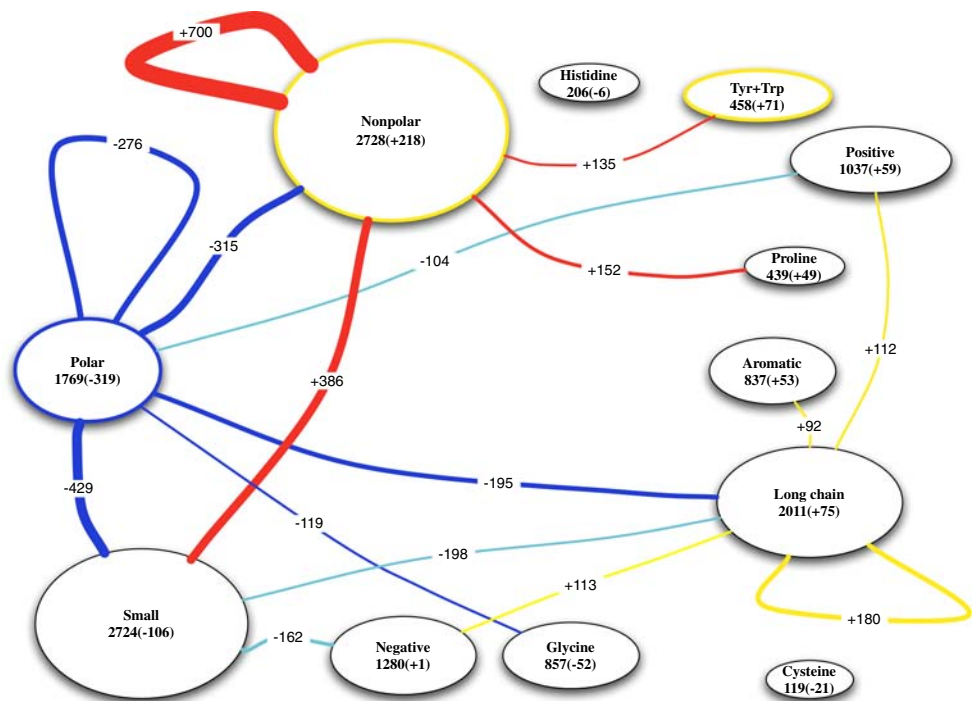 +700
Histidine
206(-6)
Tyr+Trp
458(+71)
Nonpolar
2728(+218)
-276
Positive
1037(+59)
+135
-315
-104
Proline
439(+49)
+152
+112
Polar
1769(-319)
Aromatic
837(+53)
+386
+92
-429
-195
Long chain
2011(+75)
-119
-198
+113
Small
2724(-106)
+180
-162
Negative
1280(+1)
Glycine
857(-52)
Cysteine
119(-21)